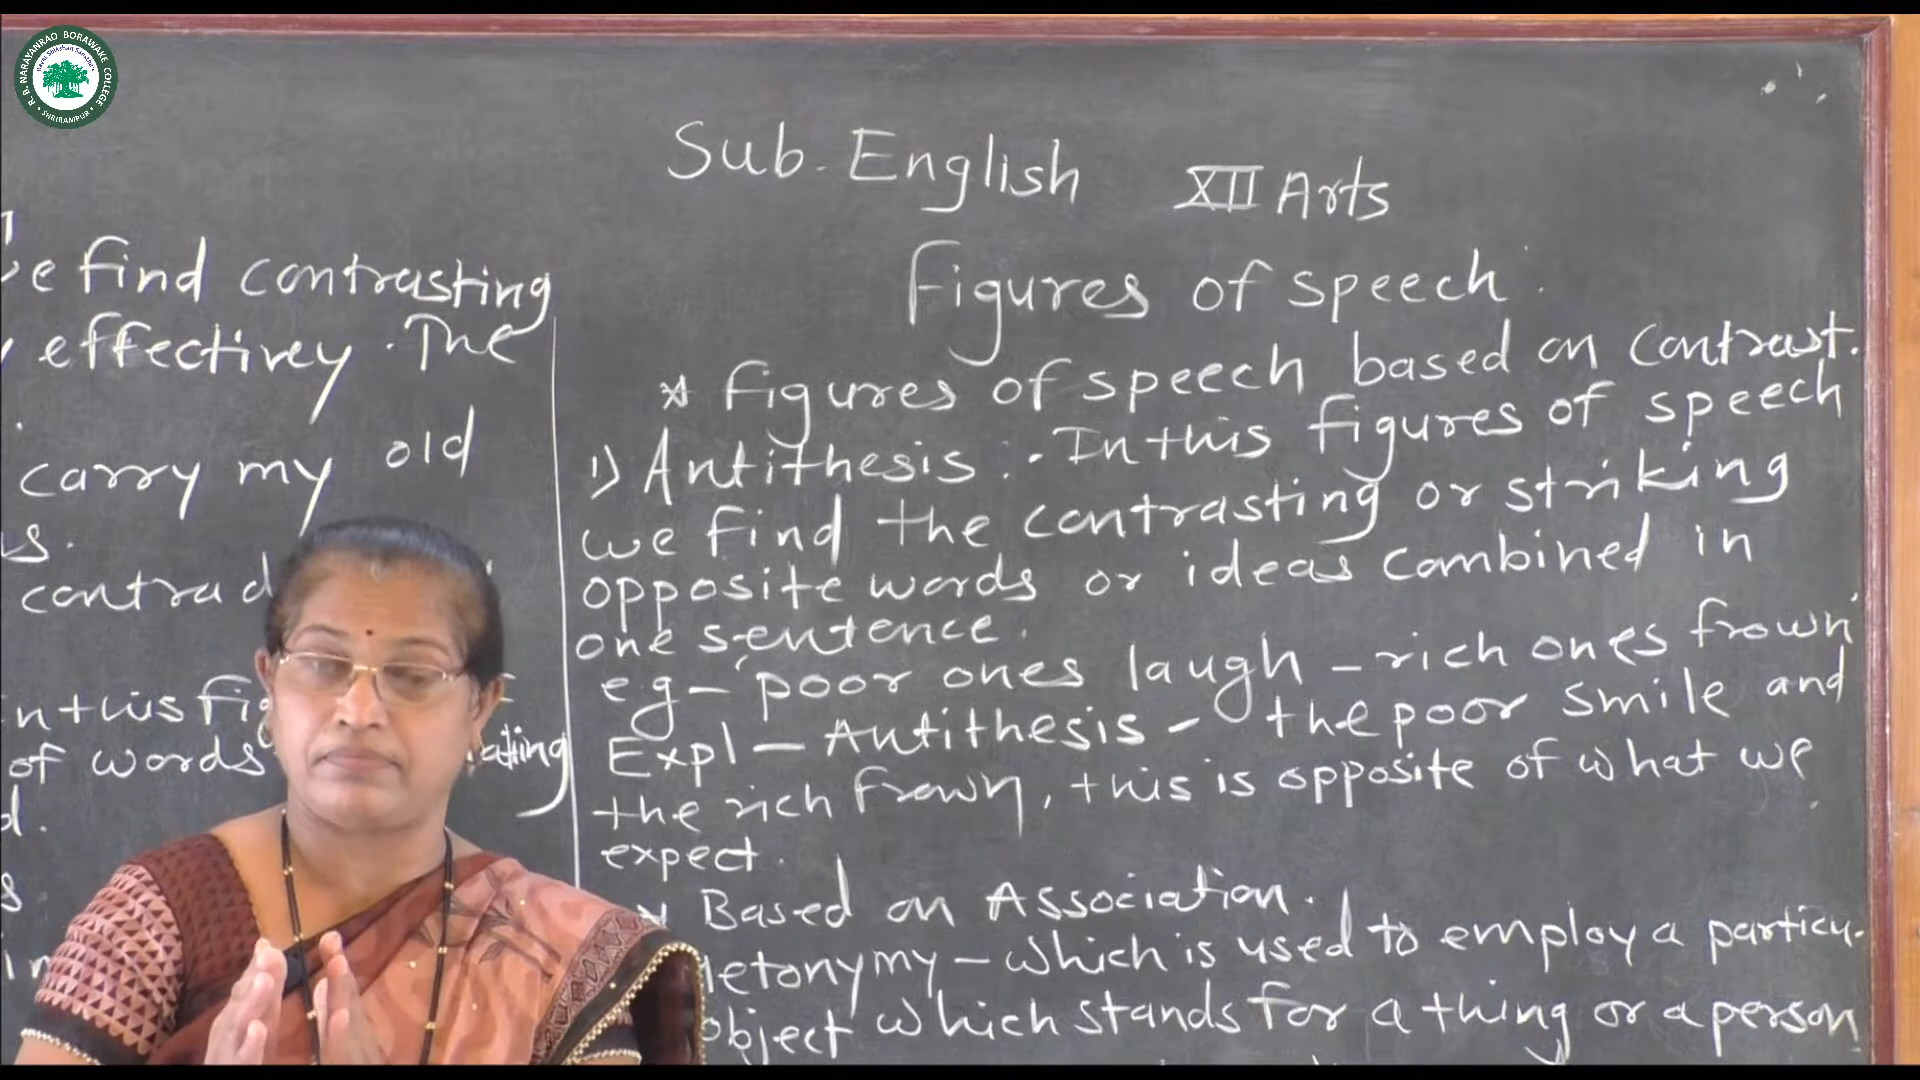 R. B. NARAYANRAO BORAWAKE COLLEGE
SHRIRAMPUR
find contrasting
effectivey. The
carry my old
of words
Sub. English XII Arts
Figures of speech.
* Figures of speech based on contrast.
1) Antithesis :- In this figures of speech
we find the contrasting or striking
opposite words or ideas combined in
one sentence.
e.g - 'poor ones laugh - rich ones frown'
Expl - Antithesis - the poor smile and
the rich frown, this is opposite of what we
expect.
* Based on Association.
etonymy - which is used to employ a particu-
object which stands for a thing or a person